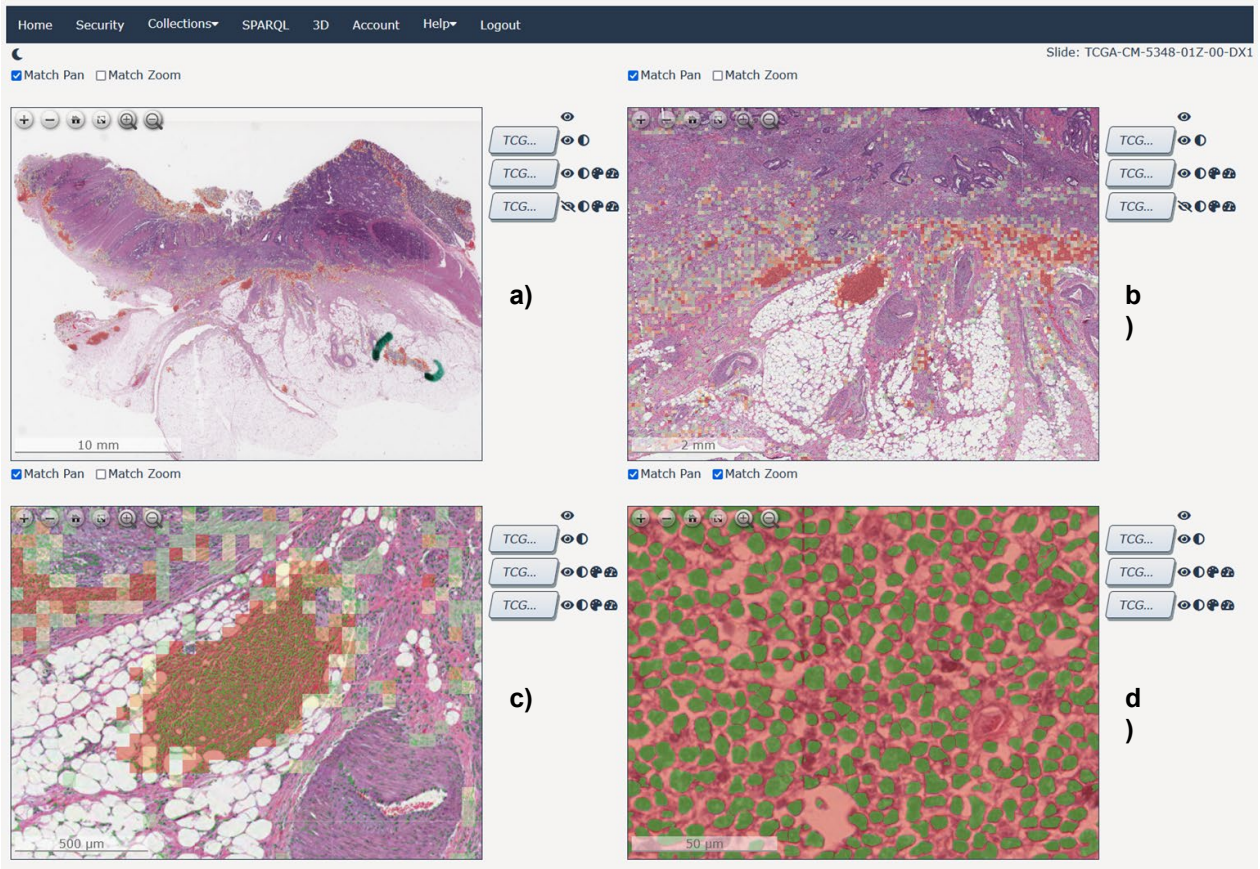 Home Security Collections▾ SPARQL 3D Account Help▾ Logout
Slide: TCGA-CM-5348-01Z-00-DX1
Match Pan Match Zoom
Match Pan Match Zoom
TCG...
TCG...
TCG...
a)
10 mm
TCG...
TCG...
TCG...
b
)
2 mm
Match Pan Match Zoom
Match Pan Match Zoom
TCG...
TCG...
TCG...
c)
500 µm
TCG...
TCG...
TCG...
d
)
50 µm